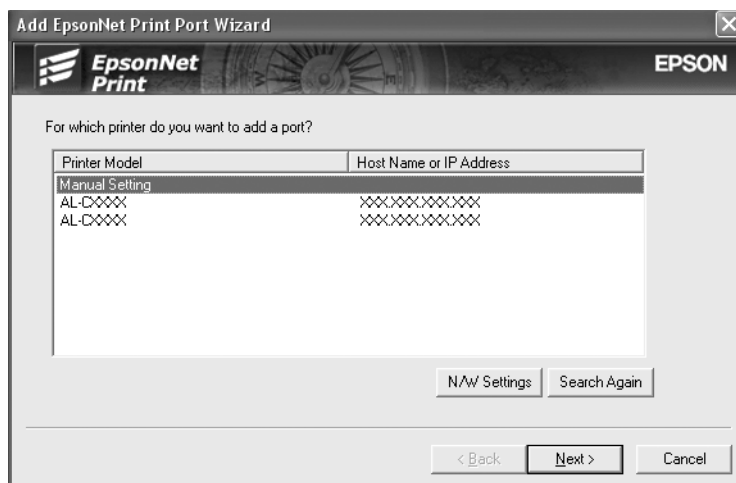 Add EpsonNet Print Port Wizard
EpsonNet
Print
EPSON
For which printer do you want to add a port?
Printer Model Host Name or IP Address
Manual Setting
AL-CXXXX XXX.XXX.XXX.XXX
AL-CXXXX XXX.XXX.XXX.XXX
N/W Settings Search Again
< Back Next > Cancel